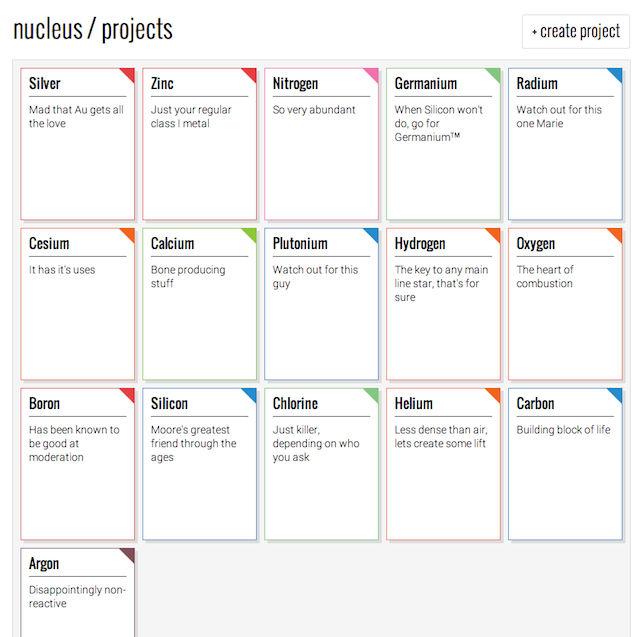 nucleus / projects
+ create project
Silver
Mad that Au gets all
the love
Zinc
Just your regular
class I metal
Nitrogen
So very abundant
Germanium
When Silicon won't
do, go for
Germanium™
Radium
Watch out for this
one Marie
Cesium
It has it's uses
Calcium
Bone producing
stuff
Plutonium
Watch out for this
guy
Hydrogen
The key to any main
line star, that's for
sure
Oxygen
The heart of
combustion
Boron
Has been known to
be good at
moderation
Silicon
Moore's greatest
friend through the
ages
Chlorine
Just killer,
depending on who
you ask
Helium
Less dense than air,
lets create some lift
Carbon
Building block of life
Argon
Disappointingly non-
reactive